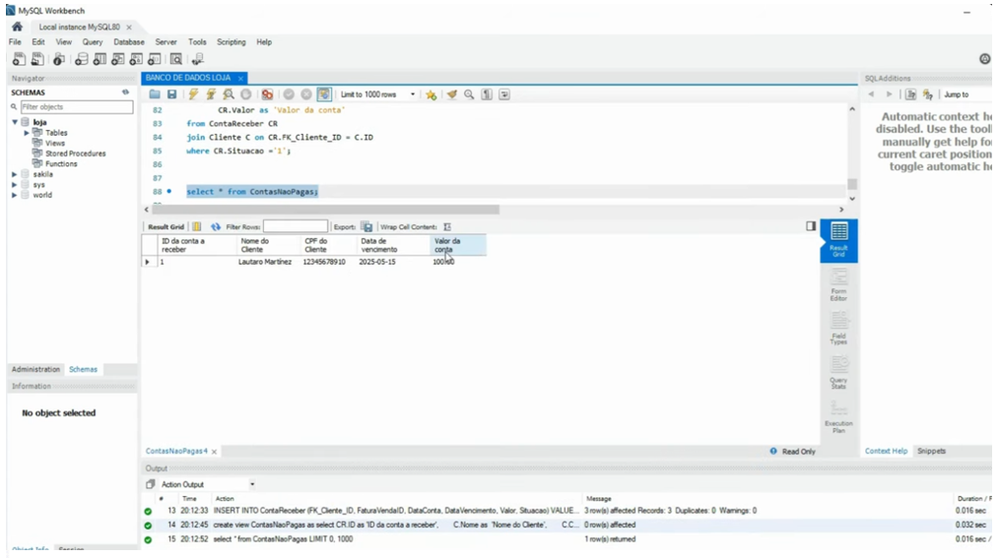 MySQL Workbench
Local instance MySQL80 ×
File Edit View Query Database Server Tools Scripting Help
Navigator
SCHEMAS
Filter objects
loja
Tables
Views
Stored Procedures
Functions
sakila
sys
world
Administration Schemas
Information
No object selected
Object Info Session
BANCO DE DADOS LOJA ×
Limit to 1000 rows
82 CR.Valor as 'Valor da conta'
83 from ContaReceber CR
84 join Cliente C on CR.FK_Cliente_ID = C.ID
85 where CR.Situacao ='1';
86
87
88 select * from ContasNaoPagas;
Result Grid Filter Rows: Export: Wrap Cell Content:
ID da conta a receber Nome do Cliente CPF do Cliente Data de vencimento Valor da conta
1 Lautaro Martínez 12345678910 2025-05-15
Result Grid
Form Editor
Field Types
Query Stats
Execution Plan
ContasNaoPagas4 ×
Read Only
SQLAdditions
Jump to
Automatic context he
disabled. Use the tool
manually get help fo
current caret position
toggle automatic he
Context Help Snippets
Output
Action Output
# Time Action Message Duration / F
13 20:12:33 INSERT INTO ContaReceber (FK_Cliente_ID, FaturaVendaID, DataConta, DataVencimento, Valor, Situacao) VALUE... 3 row(s) affected Records: 3 Duplicates: 0 Warnings: 0 0.016 sec
14 20:12:45 create view ContasNaoPagas as select CR.ID as 'ID da conta a receber', C.Nome as 'Nome do Cliente', C.C... 0 row(s) affected 0.032 sec
15 20:12:52 select * from ContasNaoPagas LIMIT 0, 1000 1 row(s) returned 0.016 sec /